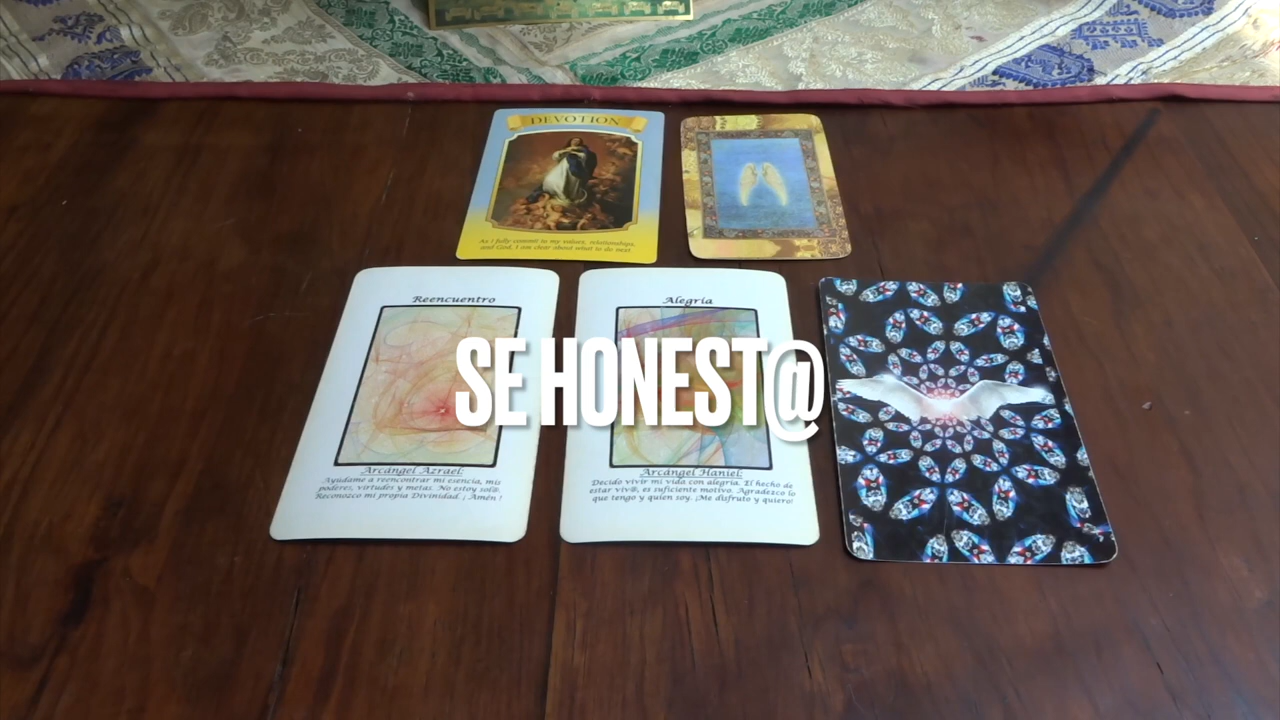 DEVOTION
As I fully commit to my values, relationships,
and God, I am clear about what to do next.
Reencuentro
Alegría
SE HONEST@
Arcángel Azrael:
Ayúdame a reencontrar mi esencia, mis
poderes, virtudes y metas. No estoy sol@.
Reconozco mi propia Divinidad. ¡ Amén !
Arcángel Haniel:
Decido vivir mi vida con alegría. El hecho de
estar viv@, es suficiente motivo. Agradezco lo
que tengo y quien soy. ¡Me disfruto y quiero!